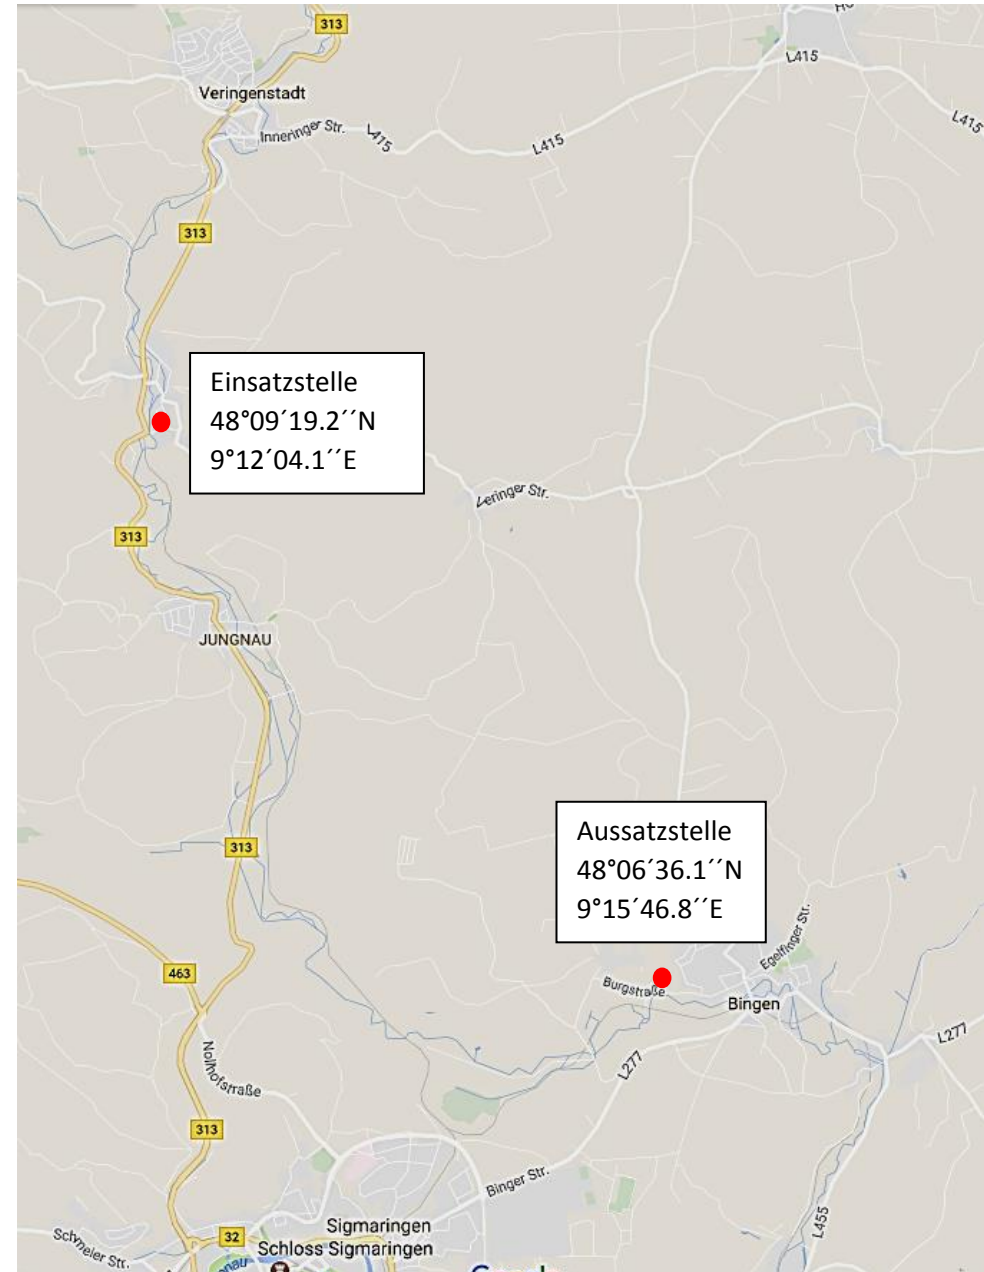 313
L415
Veringenstadt
Inneringer Str.
L415
L415
L415
313
Einsatzstelle
48°09´19.2´´N
9°12´04.1´´E
Veringer Str.
313
JUNGNAU
Aussatzstelle
48°06´36.1´´N
9°15´46.8´´E
313
Egelfinger Str.
463
Burgstraße
Bingen
L277
L277
Nollhofstraße
313
Binger Str.
L455
Sigmaringen
32
Schloss Sigmaringen
Schmeier Str.